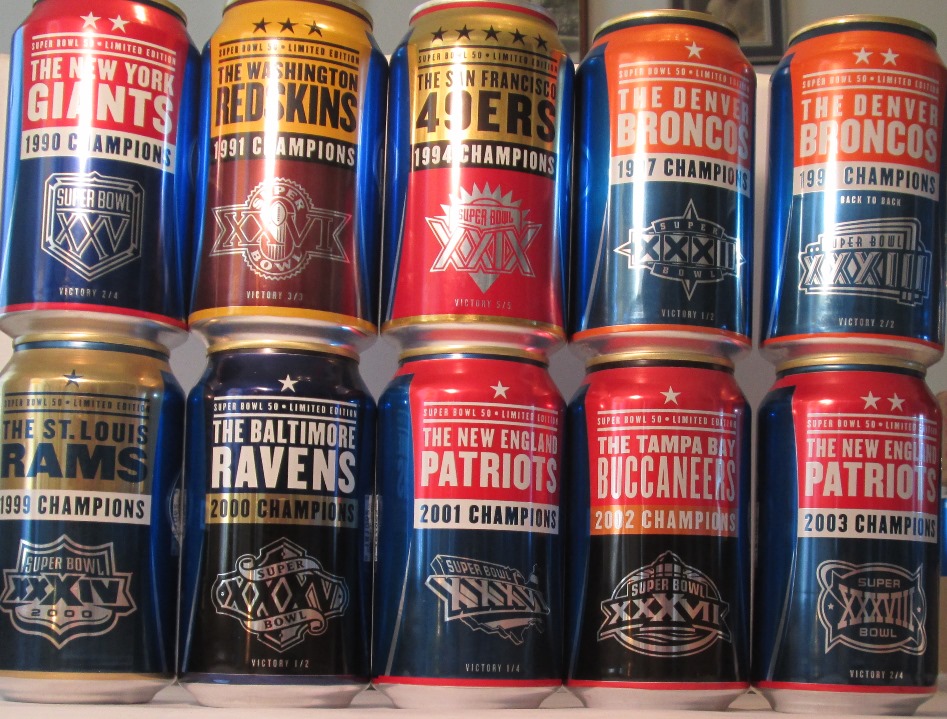 SUPER BOWL 50 • LIMITED EDITION
THE NEW YORK
GIANTS
1990 CHAMPIONS
SUPER BOWL
XXV
VICTORY 2/4
SUPER BOWL 50 • LIMITED EDITION
THE WASHINGTON
REDSKINS
1991 CHAMPIONS
SUPER
XXVI
BOWL
VICTORY 3/3
SUPER BOWL 50 • LIMITED EDITION
THE SAN FRANCISCO
49ERS
1994 CHAMPIONS
SUPER BOWL
XXIX
VICTORY 5/5
SUPER BOWL 50 • LIMITED EDITION
THE DENVER
BRONCOS
1997 CHAMPIONS
SUPER
XXXII
BOWL
VICTORY 1/2
SUPER BOWL 50 • LIMITED EDITION
THE DENVER
BRONCOS
199 CHAMPIONS
BACK TO BACK
SUPER BOWL
XXXIII
VICTORY 2/2
SUPER BOWL 50 • LIMITED EDITION
THE ST. LOUIS
RAMS
1999 CHAMPIONS
SUPER BOWL
XXXIV
2000
SUPER BOWL 50 • LIMITED EDITION
THE BALTIMORE
RAVENS
2000 CHAMPIONS
SUPER
XXXV
BOWL
VICTORY 1/2
SUPER BOWL 50 • LIMITED EDITION
THE NEW ENGLAND
PATRIOTS
2001 CHAMPIONS
SUPER BOWL
XXXVI
VICTORY 1/4
SUPER BOWL 50 • LIMITED EDITION
THE TAMPA BAY
BUCCANEERS
2002 CHAMPIONS
SUPER BOWL
XXXVII
SUPER BOWL 50 • LIMITED EDITION
THE NEW ENGLAND
PATRIOTS
2003 CHAMPIONS
SUPER
XXXVIII
BOWL
VICTORY 2/4